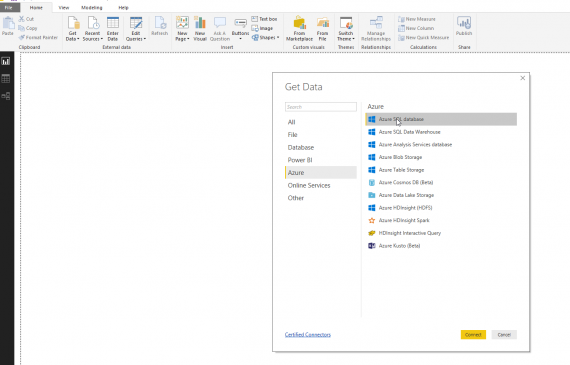 File Home View Modeling Help
Paste Cut Copy Format Painter
Get Data Recent Sources Enter Data Edit Queries Refresh
New Page New Visual Ask A Question Buttons Text box Image Shapes
From Marketplace From File Switch Theme Manage Relationships
New Measure New Column New Quick Measure Publish
Clipboard External data Insert Custom visuals Themes Relationships Calculations Share
Get Data
Search
All
File
Database
Power BI
Azure
Online Services
Other
Azure
Azure SQL database
Azure SQL Data Warehouse
Azure Analysis Services database
Azure Blob Storage
Azure Table Storage
Azure Cosmos DB (Beta)
Azure Data Lake Storage
Azure HDInsight (HDFS)
Azure HDInsight Spark
HDInsight Interactive Query
Azure Kusto (Beta)
Certified Connectors
Connect Cancel